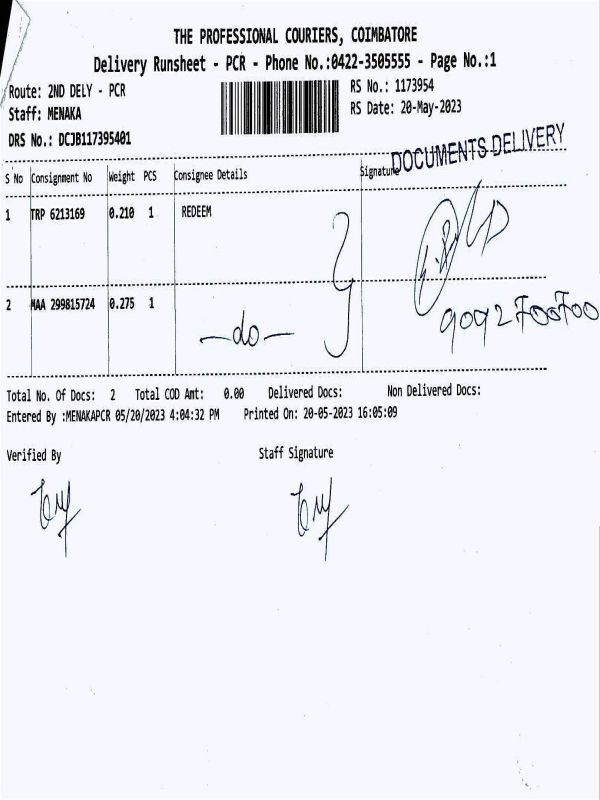 THE PROFESSIONAL COURIERS, COIMBATORE
Delivery Runsheet - PCR - Phone No.:0422-3505555 - Page No.:1
Route: 2ND DELY - PCR
RS No.: 1173954
Staff: MENAKA
RS Date: 20-May-2023
DRS No.: DCJB117395401
DOCUMENTS DELIVERY
S No Consignment No Weight PCS Consignee Details Signature
1 TRP 6213169 0.210 1 REDEEM
2 MAA 299815724 0.275 1
9092700700
-do-
Total No. Of Docs: 2 Total COD Amt: 0.00 Delivered Docs: Non Delivered Docs:
Entered By :MENAKAPCR 05/20/2023 4:04:32 PM Printed On: 20-05-2023 16:05:09
Verified By Staff Signature